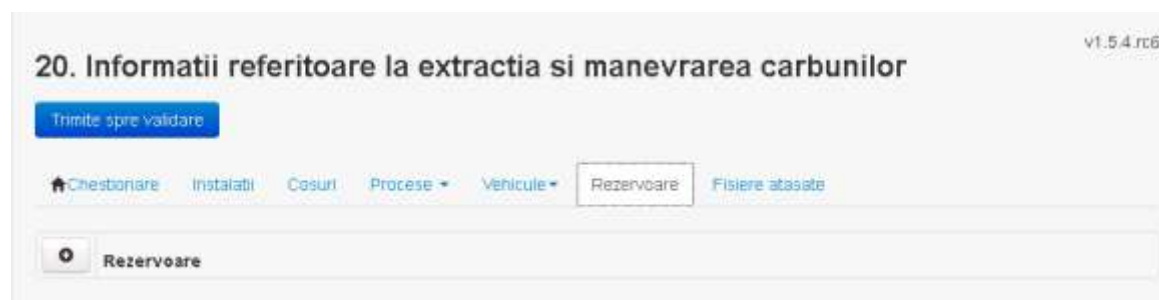 v1.5.4.rc6
20. Informatii referitoare la extractia si manevrarea carbunilor
Trimite spre validare
Chestionare Instalatii Cosuri Procese Vehicule Rezervoare Fisiere atasate
Rezervoare